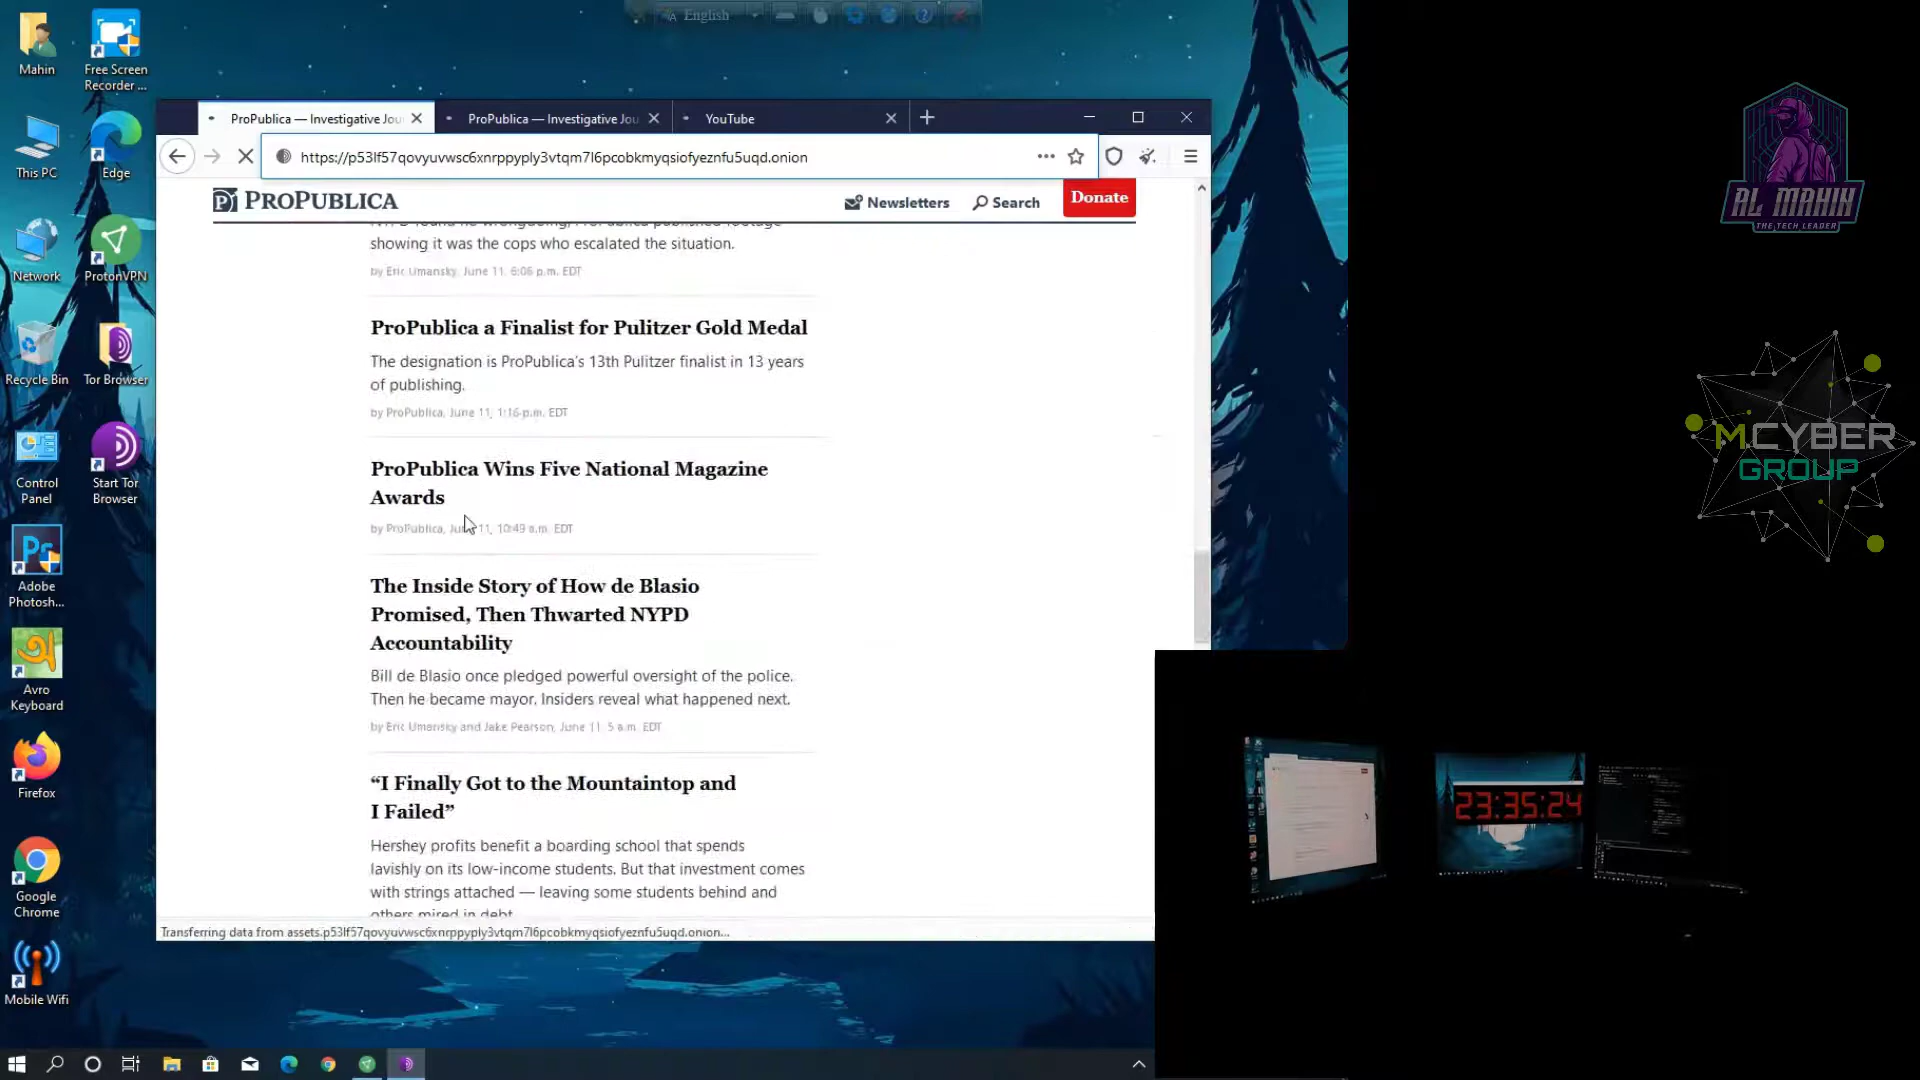 English
Mahin
Free Screen
Recorder ...
This PC
Edge
Network
ProtonVPN
Recycle Bin
Tor Browser
Control
Panel
Start Tor
Browser
Adobe
Photosh...
Avro
Keyboard
Firefox
Google
Chrome
Mobile Wifi
ProPublica — Investigative Jou
ProPublica — Investigative Jou
YouTube
https://p53lf57qovyuvwsc6xnrppyply3vtqm7l6pcobkmyqsiofyeznfu5uqd.onion
PROPUBLICA
Newsletters
Search
Donate
showing it was the cops who escalated the situation.
by Eric Umansky, June 11, 6:06 p.m. EDT
ProPublica a Finalist for Pulitzer Gold Medal
The designation is ProPublica’s 13th Pulitzer finalist in 13 years
of publishing.
by ProPublica, June 11, 1:16 p.m. EDT
ProPublica Wins Five National Magazine
Awards
by ProPublica, June 11, 10:49 a.m. EDT
The Inside Story of How de Blasio
Promised, Then Thwarted NYPD
Accountability
Bill de Blasio once pledged powerful oversight of the police.
Then he became mayor. Insiders reveal what happened next.
by Eric Umansky and Jake Pearson, June 11, 5 a.m. EDT
“I Finally Got to the Mountaintop and
I Failed”
Hershey profits benefit a boarding school that spends
lavishly on its low-income students. But that investment comes
with strings attached — leaving some students behind and
others mired in debt
Transferring data from assets.p53lf57qovyuvwsc6xnrppyply3vtqm7l6pcobkmyqsiofyeznfu5uqd.onion...
AL MAHIN
THE TECH LEADER
MCYBER
GROUP
23:35:24